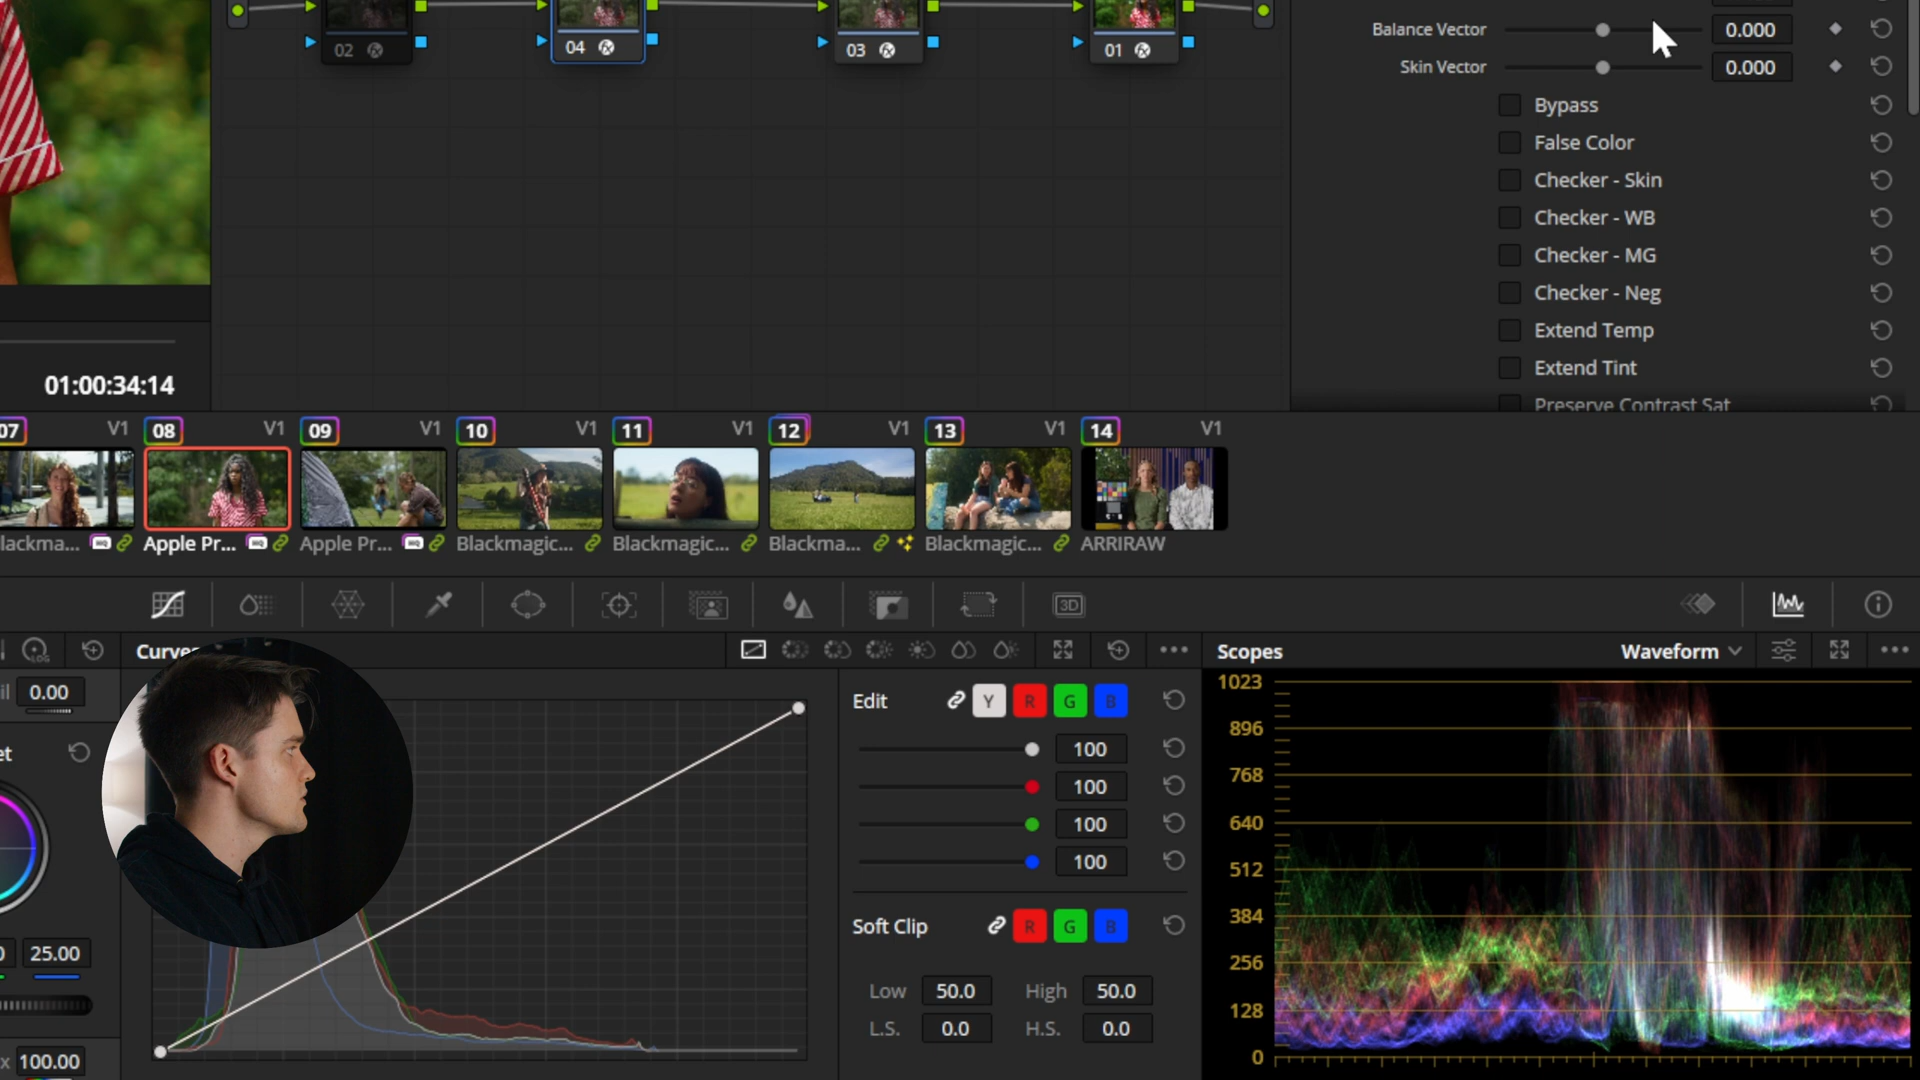 Balance Vector 0.000
Skin Vector 0.000
02 04 03 01
Bypass
False Color
Checker - Skin
Checker - WB
Checker - MG
Checker - Neg
Extend Temp
Extend Tint
Preserve Contrast Sat
01:00:34:14
07 V1 08 V1 09 V1 10 V1 11 V1 12 V1 13 V1 14 V1
lackma... Apple Pr... Apple Pr... Blackmagic... Blackmagic... Blackma... Blackmagic... ARRIRAW
3D
LOG
Curves
Scopes Waveform
il 0.00
et
25.00
x 100.00
Edit Y R G B
100
100
100
100
Soft Clip R G B
Low 50.0 High 50.0
L.S. 0.0 H.S. 0.0
1023
896
768
640
512
384
256
128
0